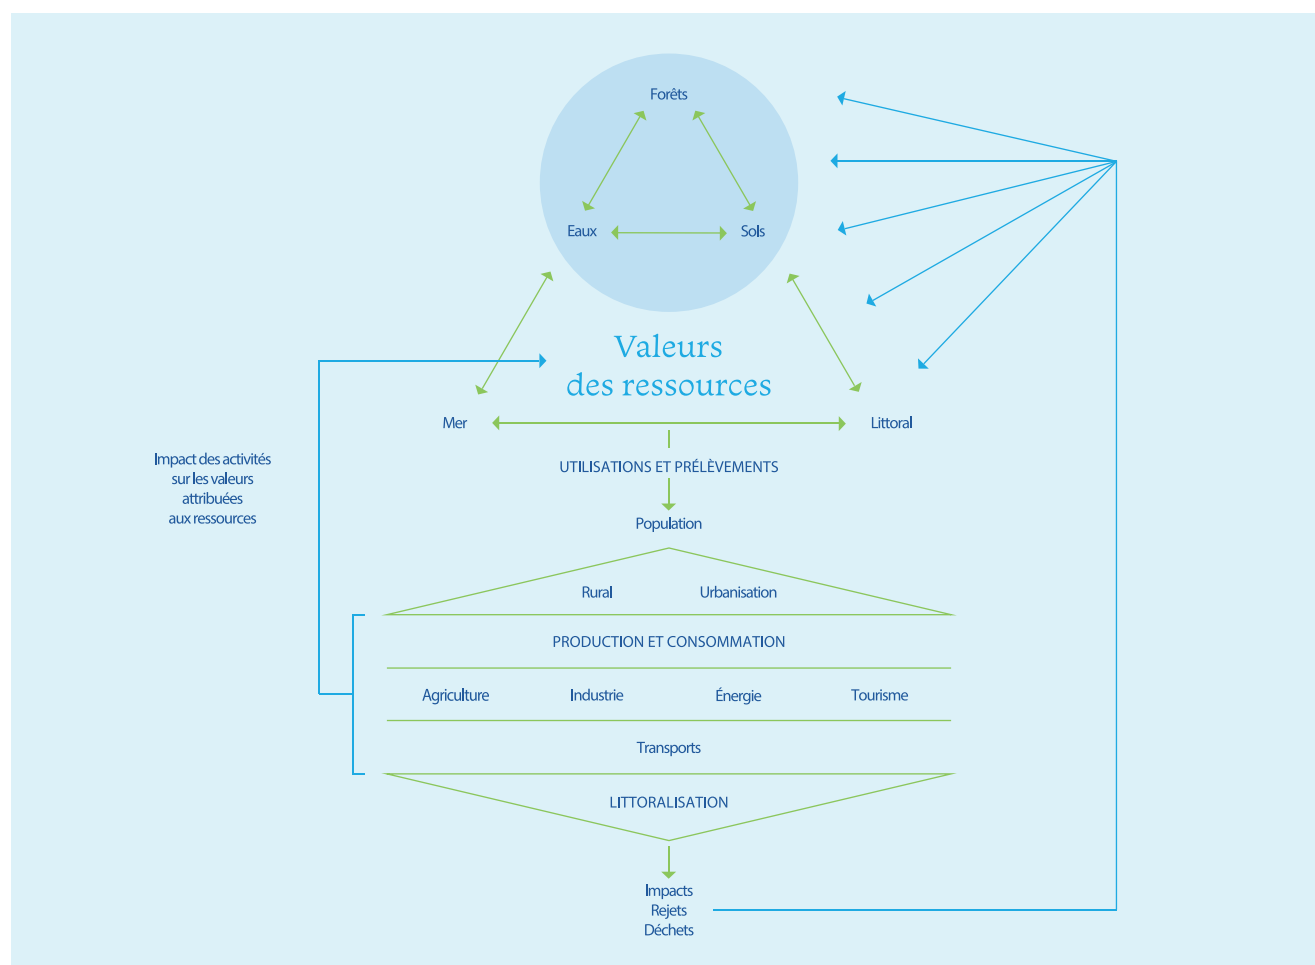 Forêts
Eaux
Sols
Valeurs
des ressources
Mer
Littoral
Impact des activités
sur les valeurs
attribuées
aux ressources
UTILISATIONS ET PRÉLÈVEMENTS
Population
Rural
Urbanisation
PRODUCTION ET CONSOMMATION
Agriculture
Industrie
Énergie
Tourisme
Transports
LITTORALISATION
Impacts
Rejets
Déchets